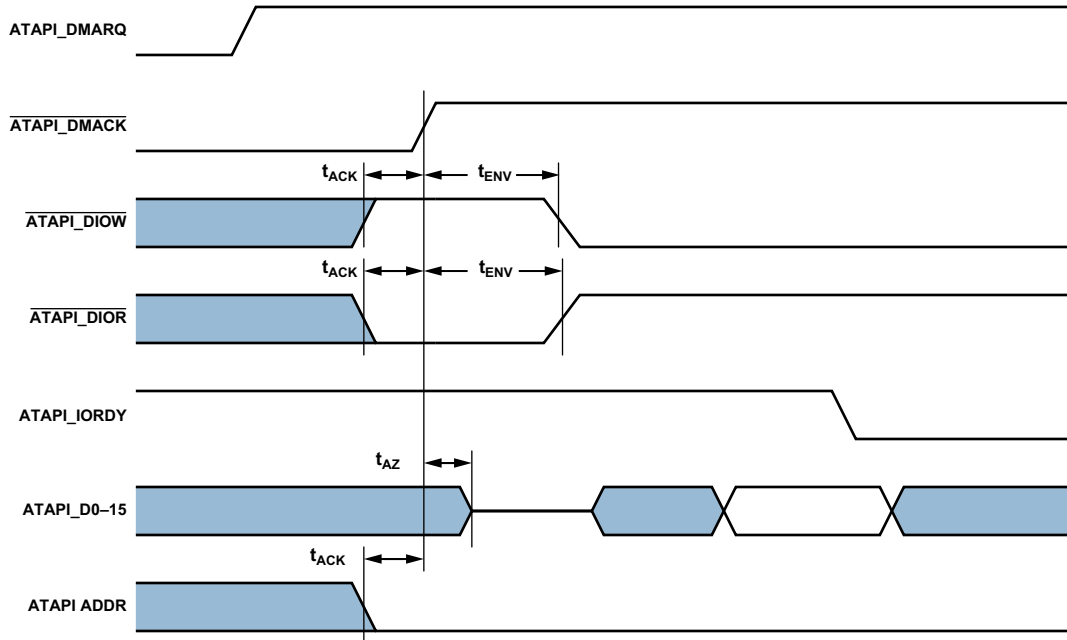 ATAPI_DMARQ
ATAPI_DMACK
tACK tENV
ATAPI_DIOW
tACK tENV
ATAPI_DIOR
ATAPI_IORDY
tAZ
ATAPI_D0–15
tACK
ATAPI ADDR